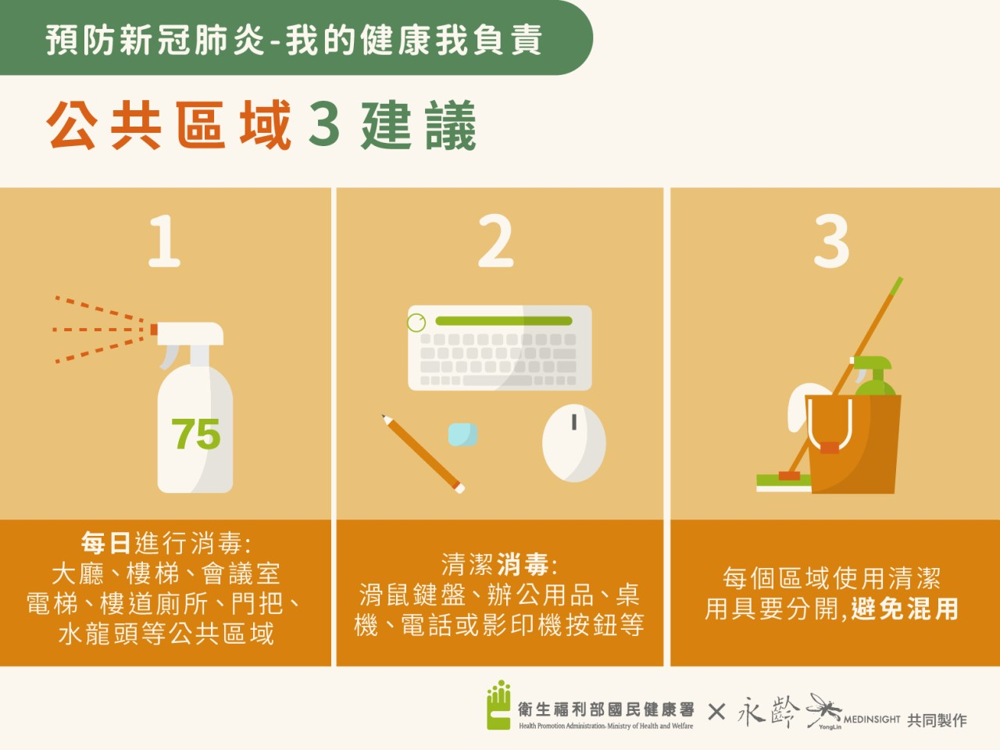 預防新冠肺炎-我的健康我負責
公共區域3建議
1
2
3
75
每日進行消毒:
大廳、樓梯、會議室
電梯、樓道廁所、門把、
水龍頭等公共區域
清潔消毒:
滑鼠鍵盤、辦公用品、桌
機、電話或影印機按鈕等
每個區域使用清潔
用具要分開,避免混用
衛生福利部國民健康署
Health Promotion Administration, Ministry of Health and Welfare
×
永齡
YongLin
MEDINSIGHT
共同製作